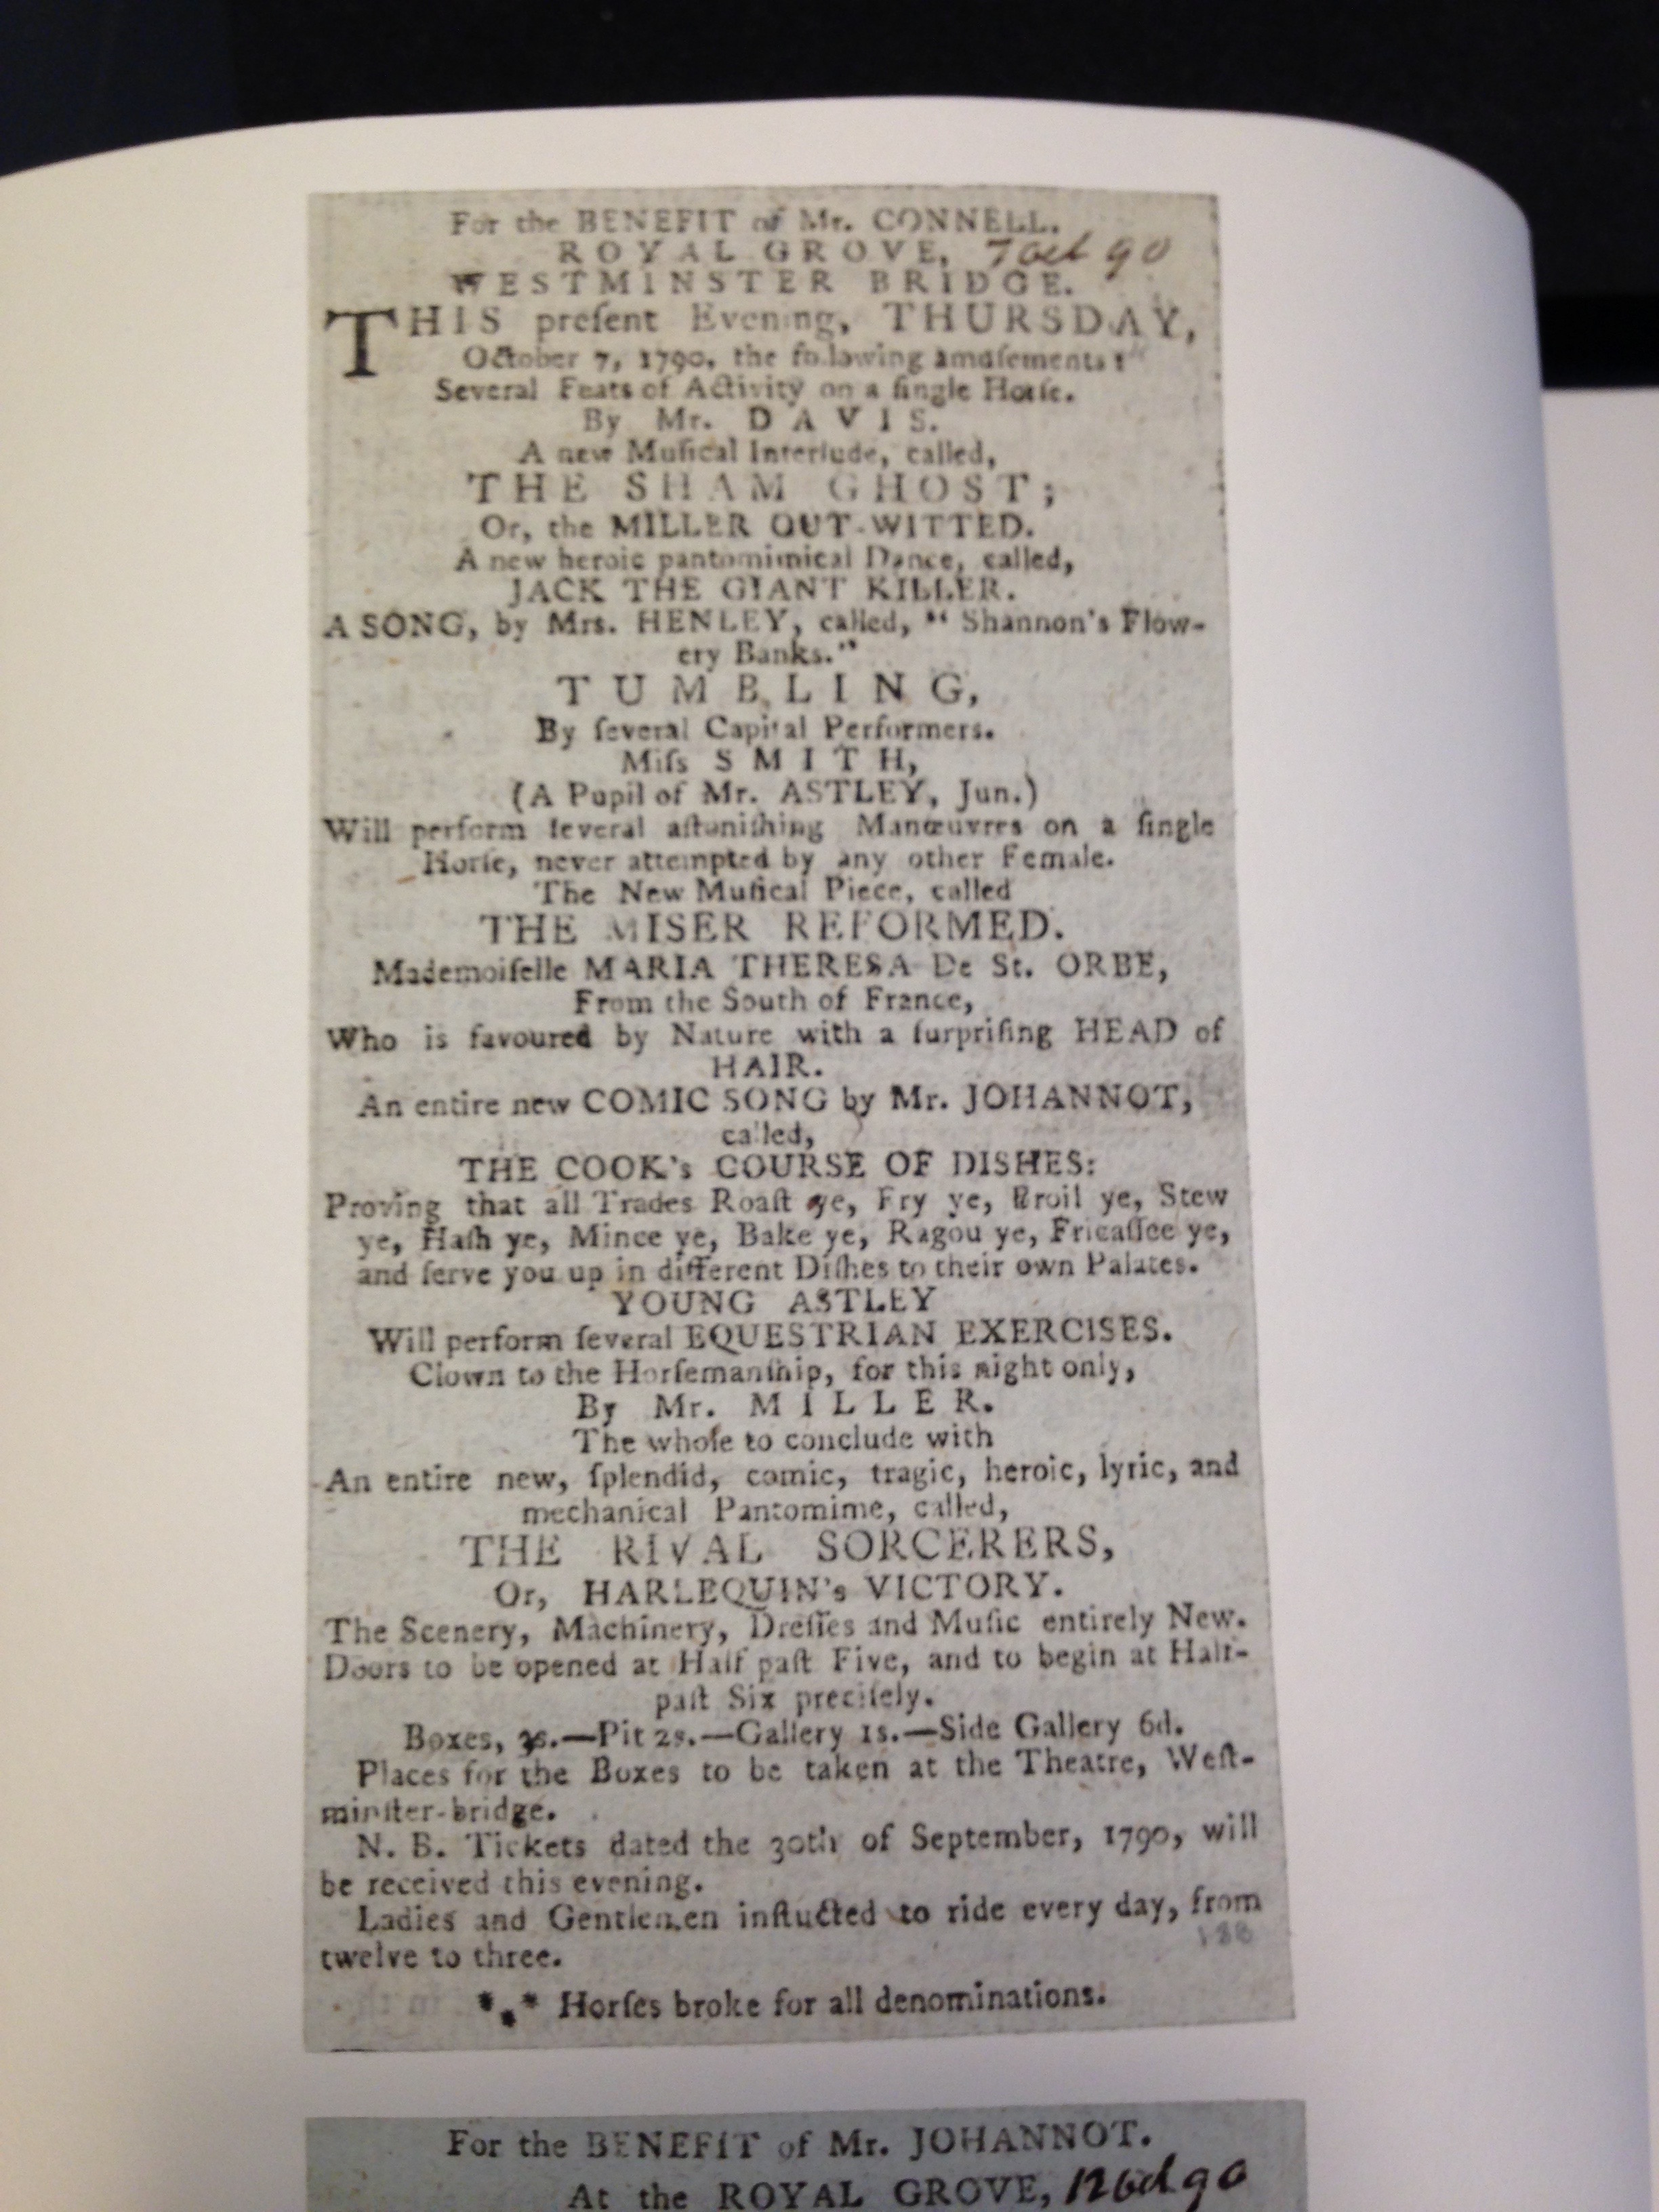 For the BENEFIT of Mr. CONNELL.
ROYAL GROVE, 7 Oct 90
WESTMINSTER BRIDGE.
THIS preſent Evening, THURSDAY,
October 7, 1790, the following amuſements:
Several Feats of Activity on a ſingle Horſe.
By Mr. DAVIS.
A new Muſical Interlude, called,
THE SHAM GHOST;
Or, the MILLER OUT-WITTED.
A new heroic pantomimical Dance, called,
JACK THE GIANT KILLER.
A SONG, by Mrs. HENLEY, called, "Shannon's Flow-
ery Banks."
TUMBLING,
By ſeveral Capital Performers.
Miſs SMITH,
(A Pupil of Mr. ASTLEY, Jun.)
Will perform ſeveral aſtoniſhing Manœuvres on a ſingle
Horſe, never attempted by any other Female.
The New Muſical Piece, called
THE MISER REFORMED.
Mademoiſelle MARIA THERESA De St. ORBE,
From the South of France,
Who is favoured by Nature with a ſurpriſing HEAD of
HAIR.
An entire new COMIC SONG by Mr. JOHANNOT,
called,
THE COOK's COURSE OF DISHES:
Proving that all Trades Roaſt ye, Fry ye, Broil ye, Stew
ye, Haſh ye, Mince ye, Bake ye, Ragou ye, Fricaſſee ye,
and ſerve you up in different Diſhes to their own Palates.
YOUNG ASTLEY
Will perform ſeveral EQUESTRIAN EXERCISES.
Clown to the Horſemanſhip, for this night only,
By Mr. MILLER.
The whole to conclude with
An entire new, ſplendid, comic, tragic, heroic, lyric, and
mechanical Pantomime, called,
THE RIVAL SORCERERS,
Or, HARLEQUIN's VICTORY.
The Scenery, Machinery, Dreſſes and Muſic entirely New.
Doors to be opened at Half paſt Five, and to begin at Half-
paſt Six preciſely.
Boxes, 3s.—Pit 2s.—Gallery 1s.—Side Gallery 6d.
Places for the Boxes to be taken at the Theatre, Weſt-
minſter-bridge.
N. B. Tickets dated the 30th of September, 1790, will
be received this evening.
Ladies and Gentlemen inſtucted to ride every day, from
twelve to three.
188
*** Horſes broke for all denominations.
For the BENEFIT of Mr. JOHANNOT.
At the ROYAL GROVE, 12 Oct 90